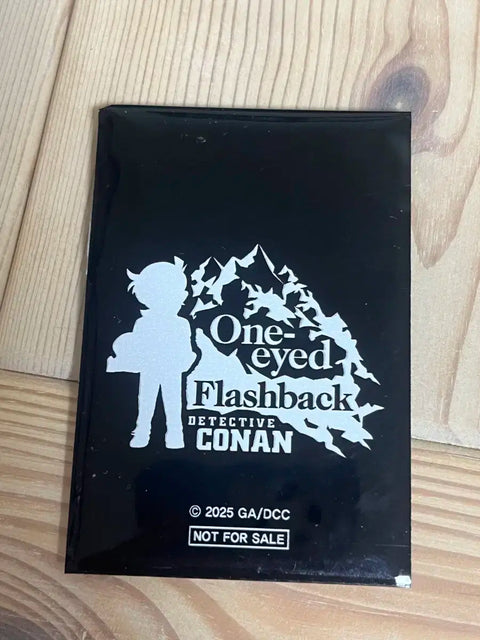 One-
eyed
Flashback
DETECTIVE
CONAN
© 2025 GA/DCC
NOT FOR SALE